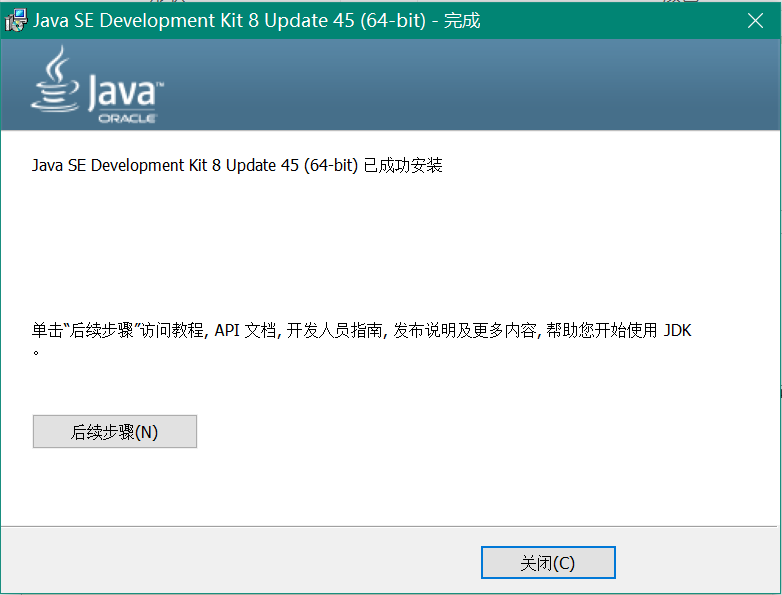 Java SE Development Kit 8 Update 45 (64-bit) - 完成
Java™
ORACLE
Java SE Development Kit 8 Update 45 (64-bit) 已成功安装
单击“后续步骤”访问教程, API 文档, 开发人员指南, 发布说明及更多内容, 帮助您开始使用 JDK
。
后续步骤(N)
关闭(C)